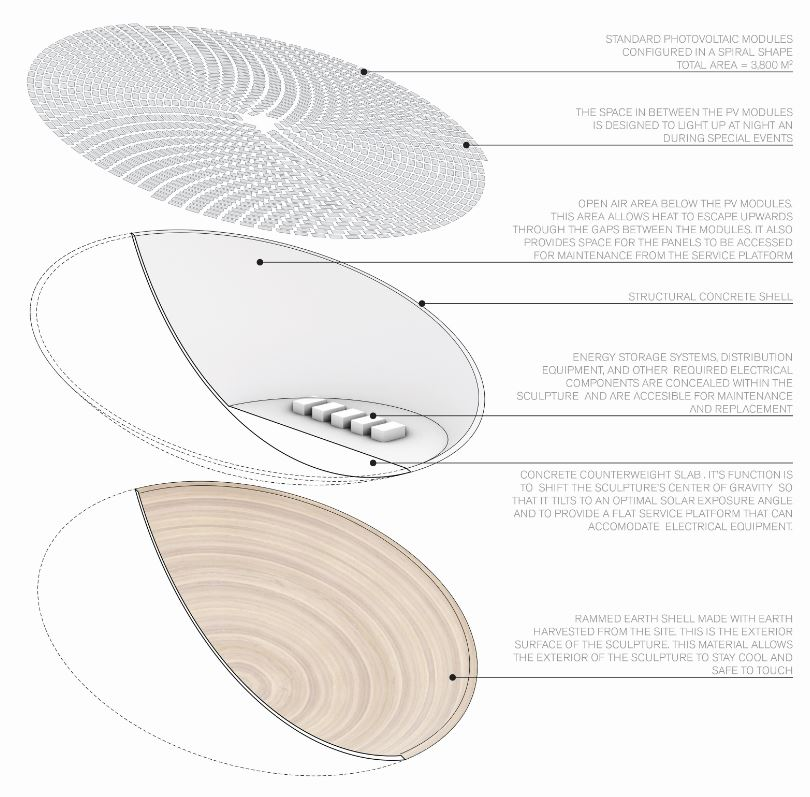 STANDARD PHOTOVOLTAIC MODULES
CONFIGURED IN A SPIRAL SHAPE
TOTAL AREA = 3,800 M²
THE SPACE IN BETWEEN THE PV MODULES
IS DESIGNED TO LIGHT UP AT NIGHT AN
DURING SPECIAL EVENTS
OPEN AIR AREA BELOW THE PV MODULES.
THIS AREA ALLOWS HEAT TO ESCAPE UPWARDS
THROUGH THE GAPS BETWEEN THE MODULES. IT ALSO
PROVIDES SPACE FOR THE PANELS TO BE ACCESSED
FOR MAINTENANCE FROM THE SERVICE PLATFORM
STRUCTURAL CONCRETE SHELL
ENERGY STORAGE SYSTEMS, DISTRIBUTION
EQUIPMENT, AND OTHER REQUIRED ELECTRICAL
COMPONENTS ARE CONCEALED WITHIN THE
SCULPTURE AND ARE ACCESIBLE FOR MAINTENANCE
AND REPLACEMENT
CONCRETE COUNTERWEIGHT SLAB. IT'S FUNCTION IS
TO SHIFT THE SCULPTURE'S CENTER OF GRAVITY SO
THAT IT TILTS TO AN OPTIMAL SOLAR EXPOSURE ANGLE
AND TO PROVIDE A FLAT SERVICE PLATFORM THAT CAN
ACCOMODATE ELECTRICAL EQUIPMENT.
RAMMED EARTH SHELL MADE WITH EARTH
HARVESTED FROM THE SITE. THIS IS THE EXTERIOR
SURFACE OF THE SCULPTURE. THIS MATERIAL ALLOWS
THE EXTERIOR OF THE SCULPTURE TO STAY COOL AND
SAFE TO TOUCH